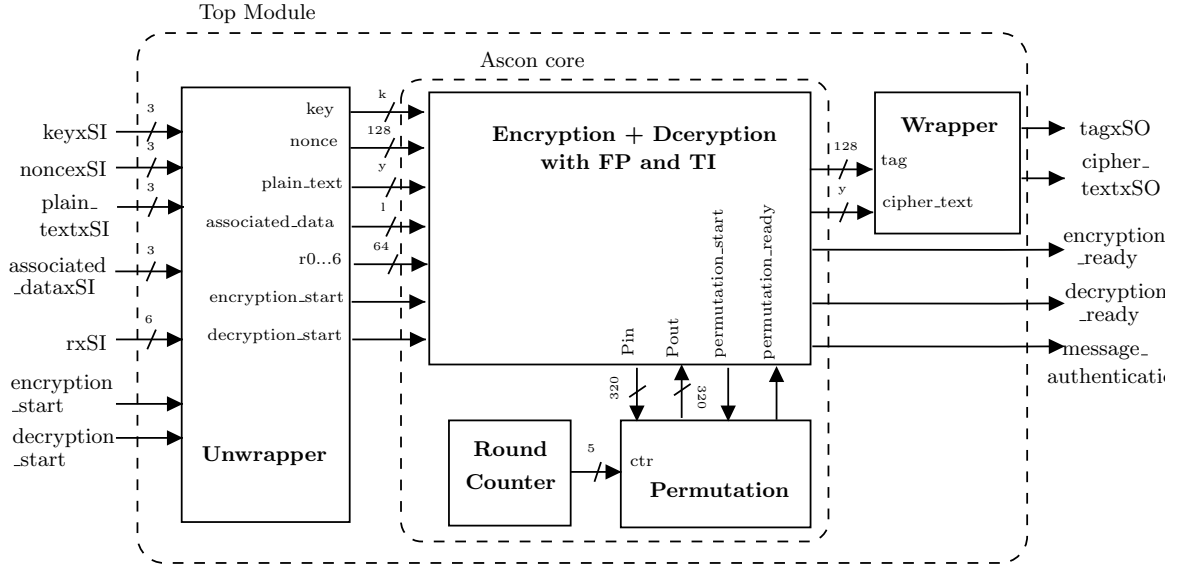 Top Module
Ascon core
keyxSI
3
noncexSI
3
plain_
textxSI
3
associated
_dataxSI
3
rxSI
6
encryption
_start
decryption
_start
key
nonce
plain_text
associated_data
r0...6
encryption_start
decryption_start
Unwrapper
k
128
y
l
64
Encryption + Dceryption
with FP and TI
Pin
Pout
permutation_start
permutation_ready
320
320
Round
Counter
5
ctr
Permutation
128
y
Wrapper
tag
cipher_text
tagxSO
cipher_
textxSO
encryption
_ready
decryption
_ready
message_
authenticatio